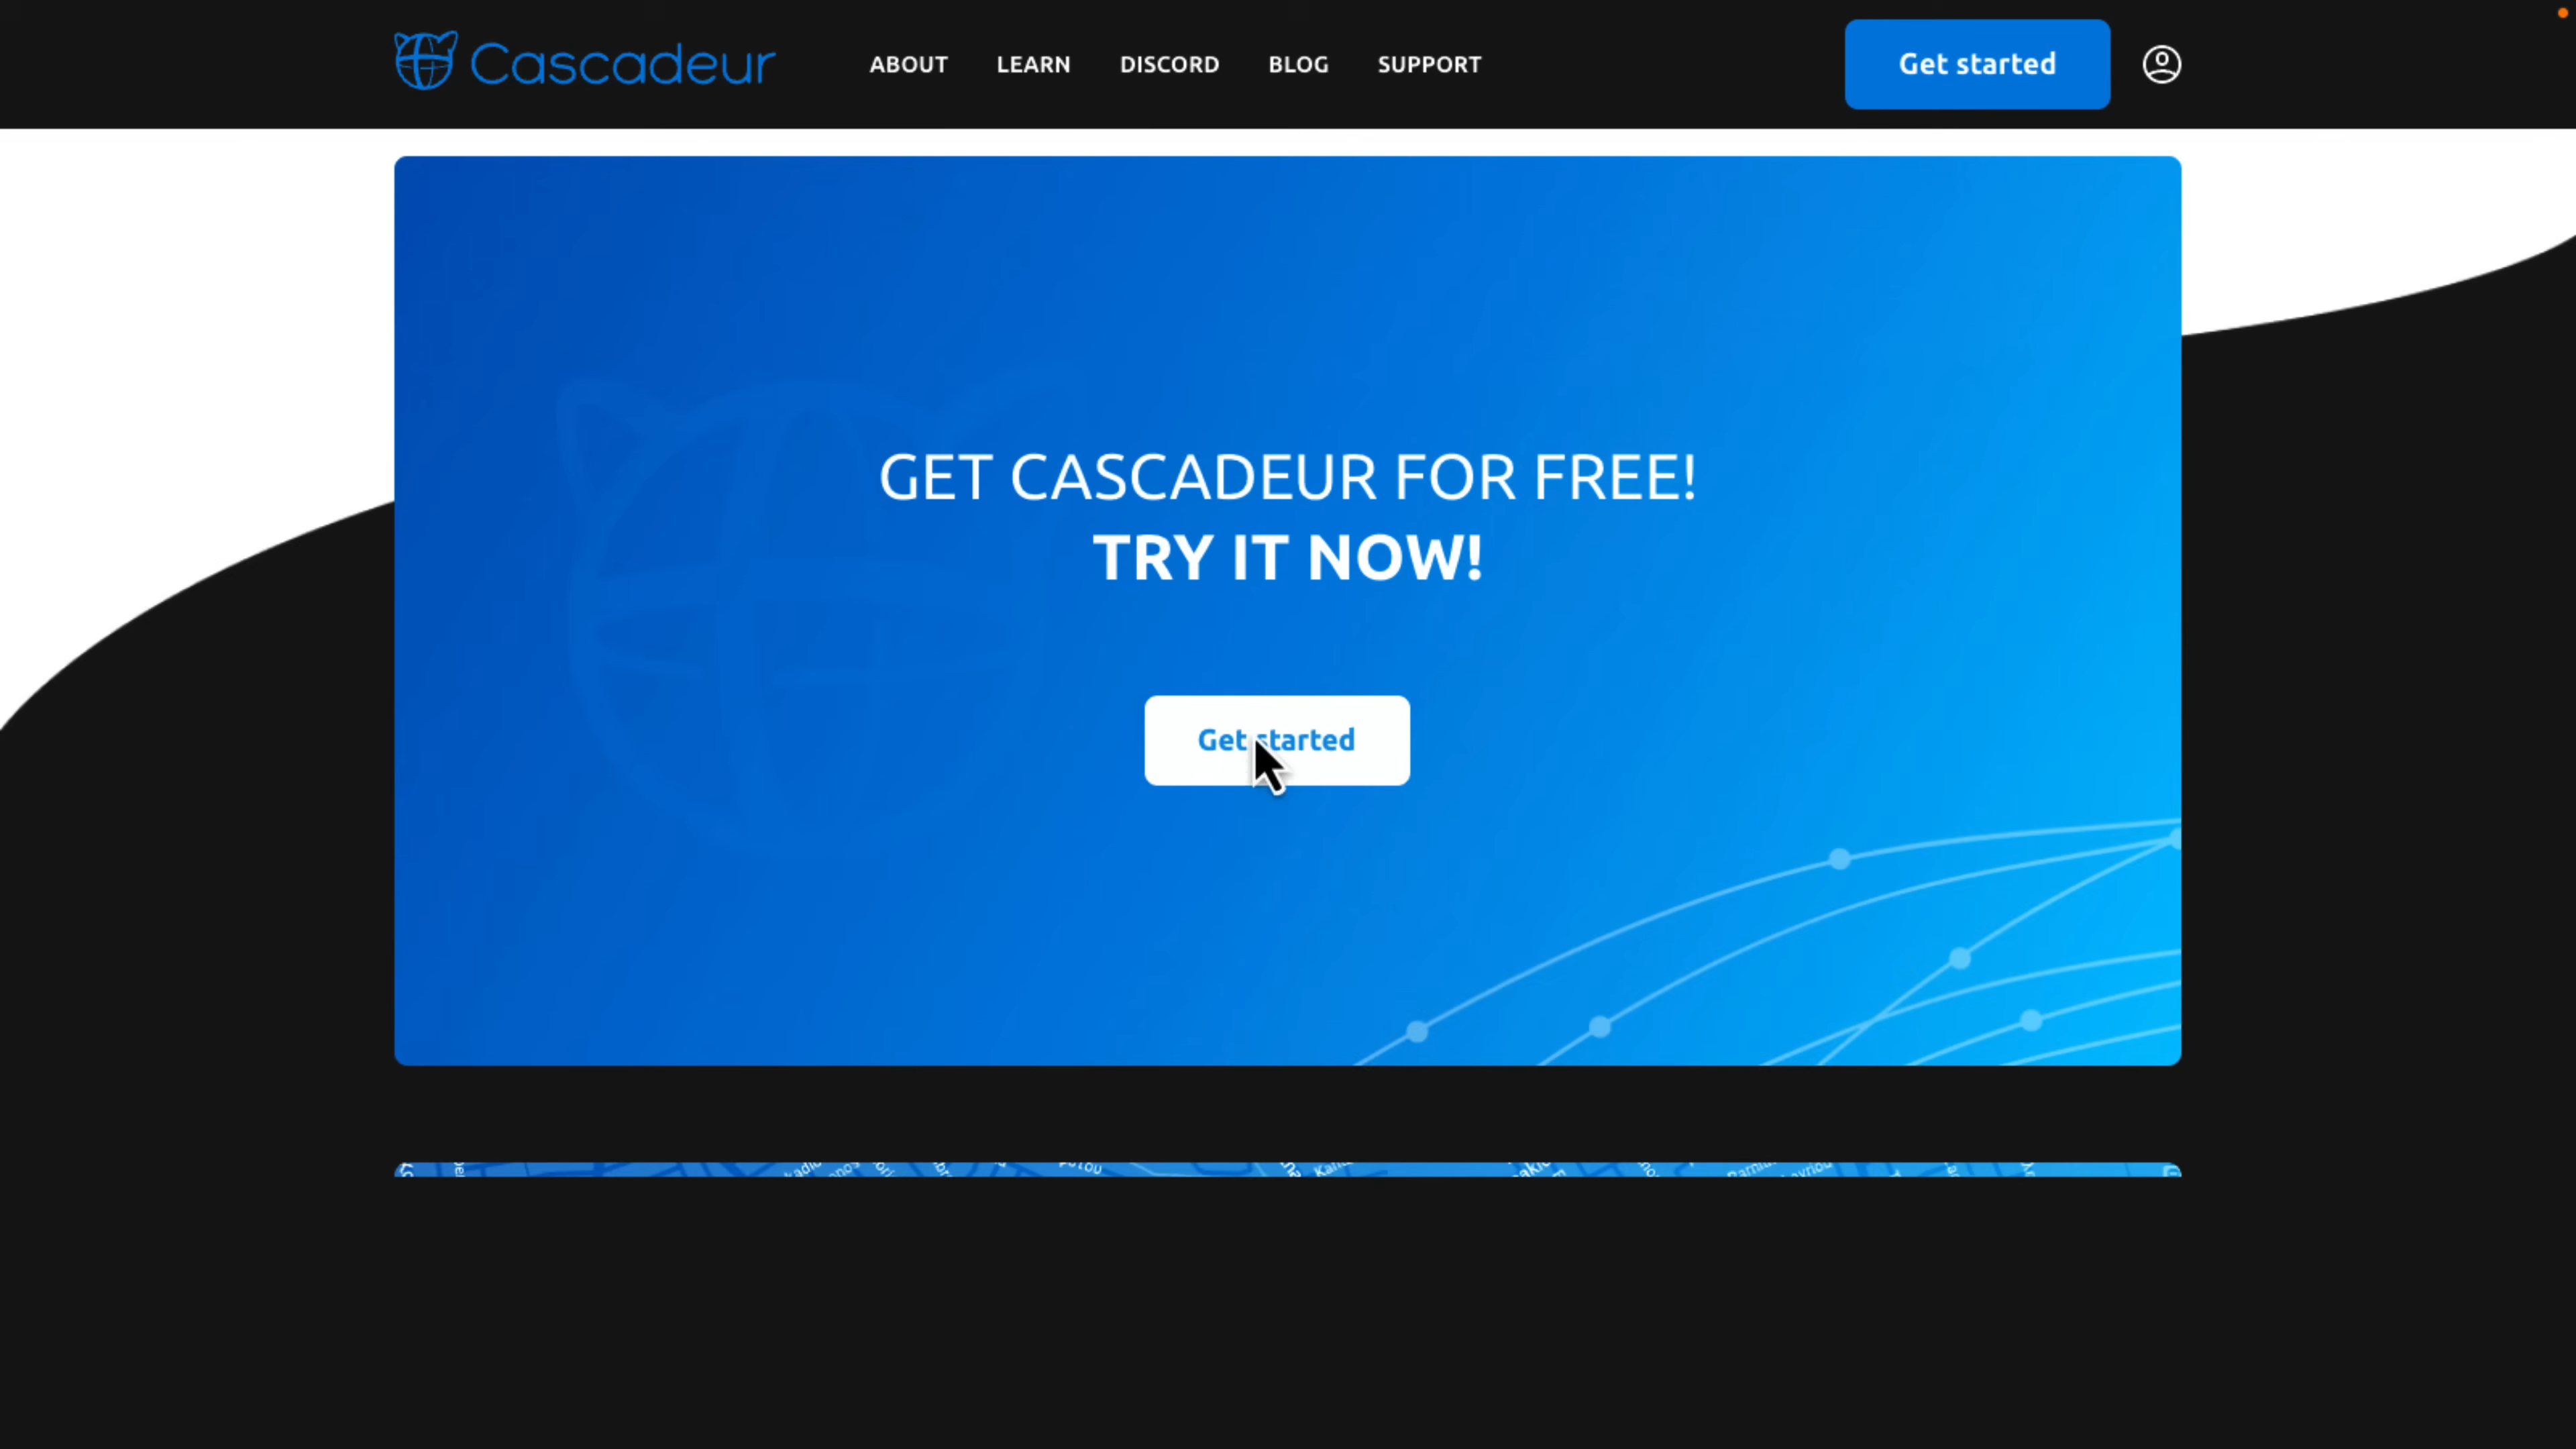 Cascadeur
ABOUT
LEARN
DISCORD
BLOG
SUPPORT
Get started
GET CASCADEUR FOR FREE!
TRY IT NOW!
Get started